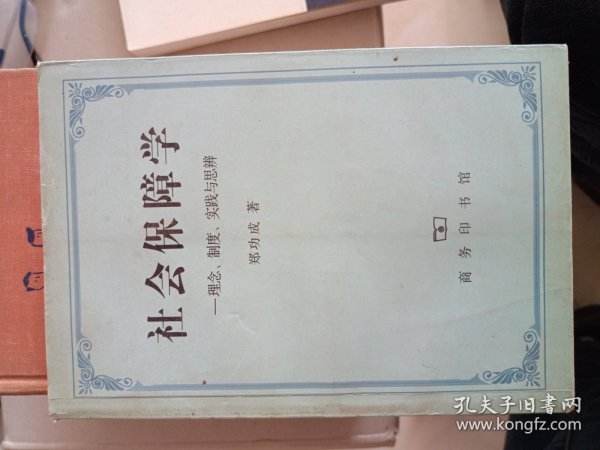 社会保障学
—理念、制度、实践与思辨
郑功成 著
商务印书馆
孔夫子旧书网
www.kongfz.com